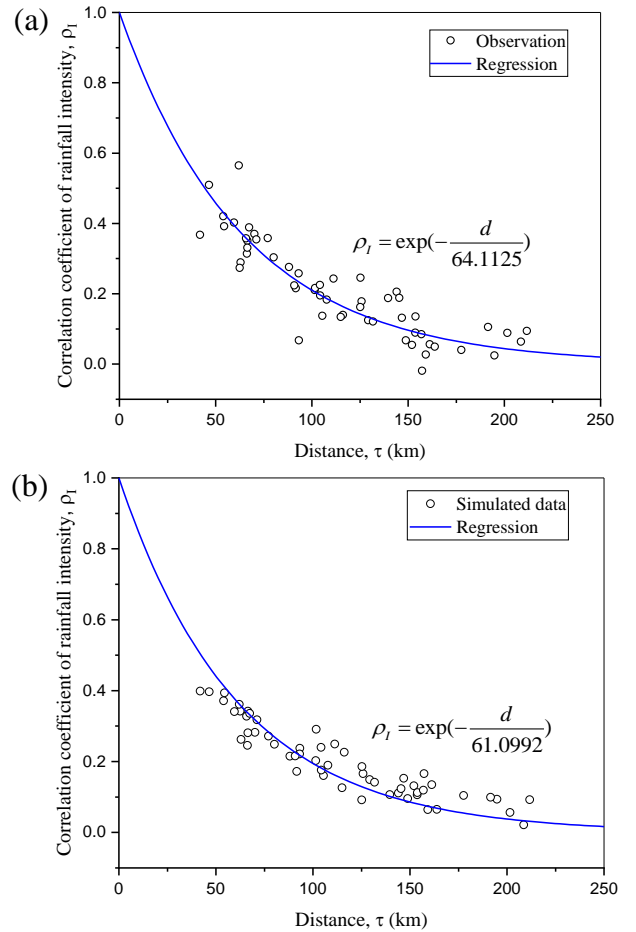 (a)
1.0
0.8
0.6
0.4
0.2
0.0
Correlation coefficient of rainfall intensity, ρI
Observation
Regression
ρI = exp(-d/64.1125)
0 50 100 150 200 250
Distance, τ (km)
(b)
1.0
0.8
0.6
0.4
0.2
0.0
Correlation coefficient of rainfall intensity, ρI
Simulated data
Regression
ρI = exp(-d/61.0992)
0 50 100 150 200 250
Distance, τ (km)